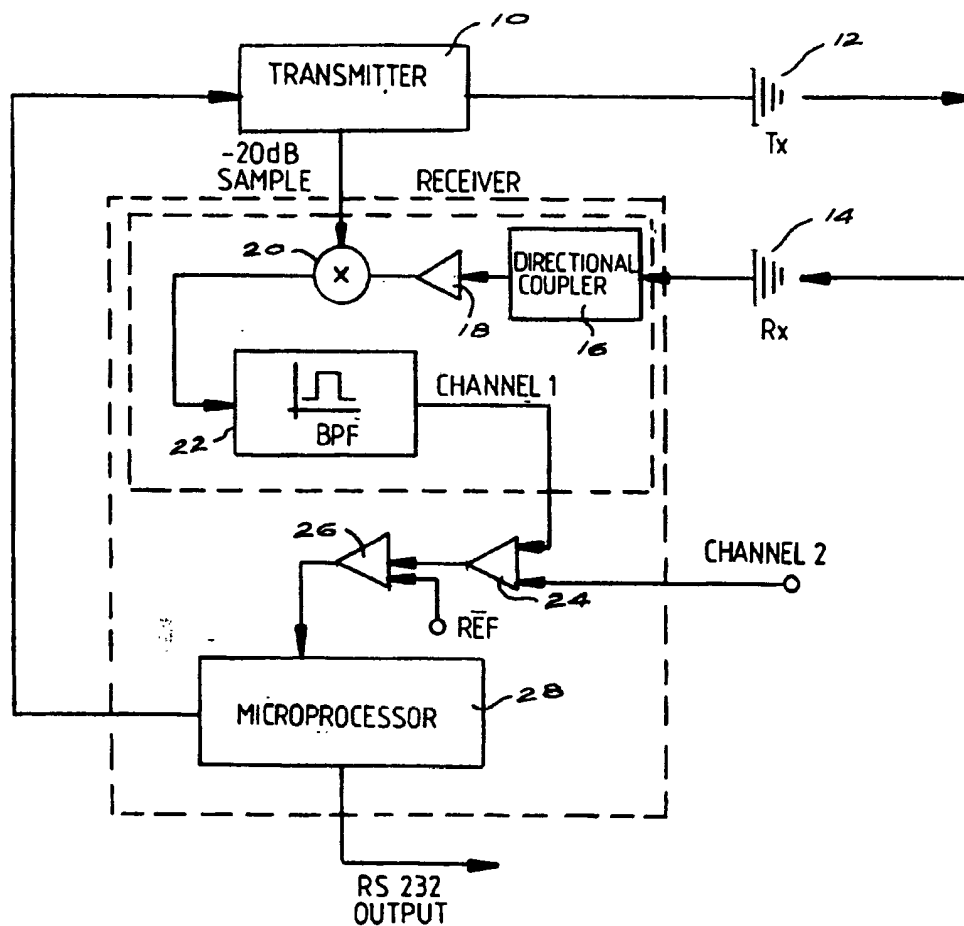 10
TRANSMITTER
12
Tx
-20dB
SAMPLE
RECEIVER
14
20
×
18
DIRECTIONAL
COUPLER
16
Rx
CHANNEL 1
22
BPF
26
24
CHANNEL 2
REF
28
MICROPROCESSOR
RS 232
OUTPUT